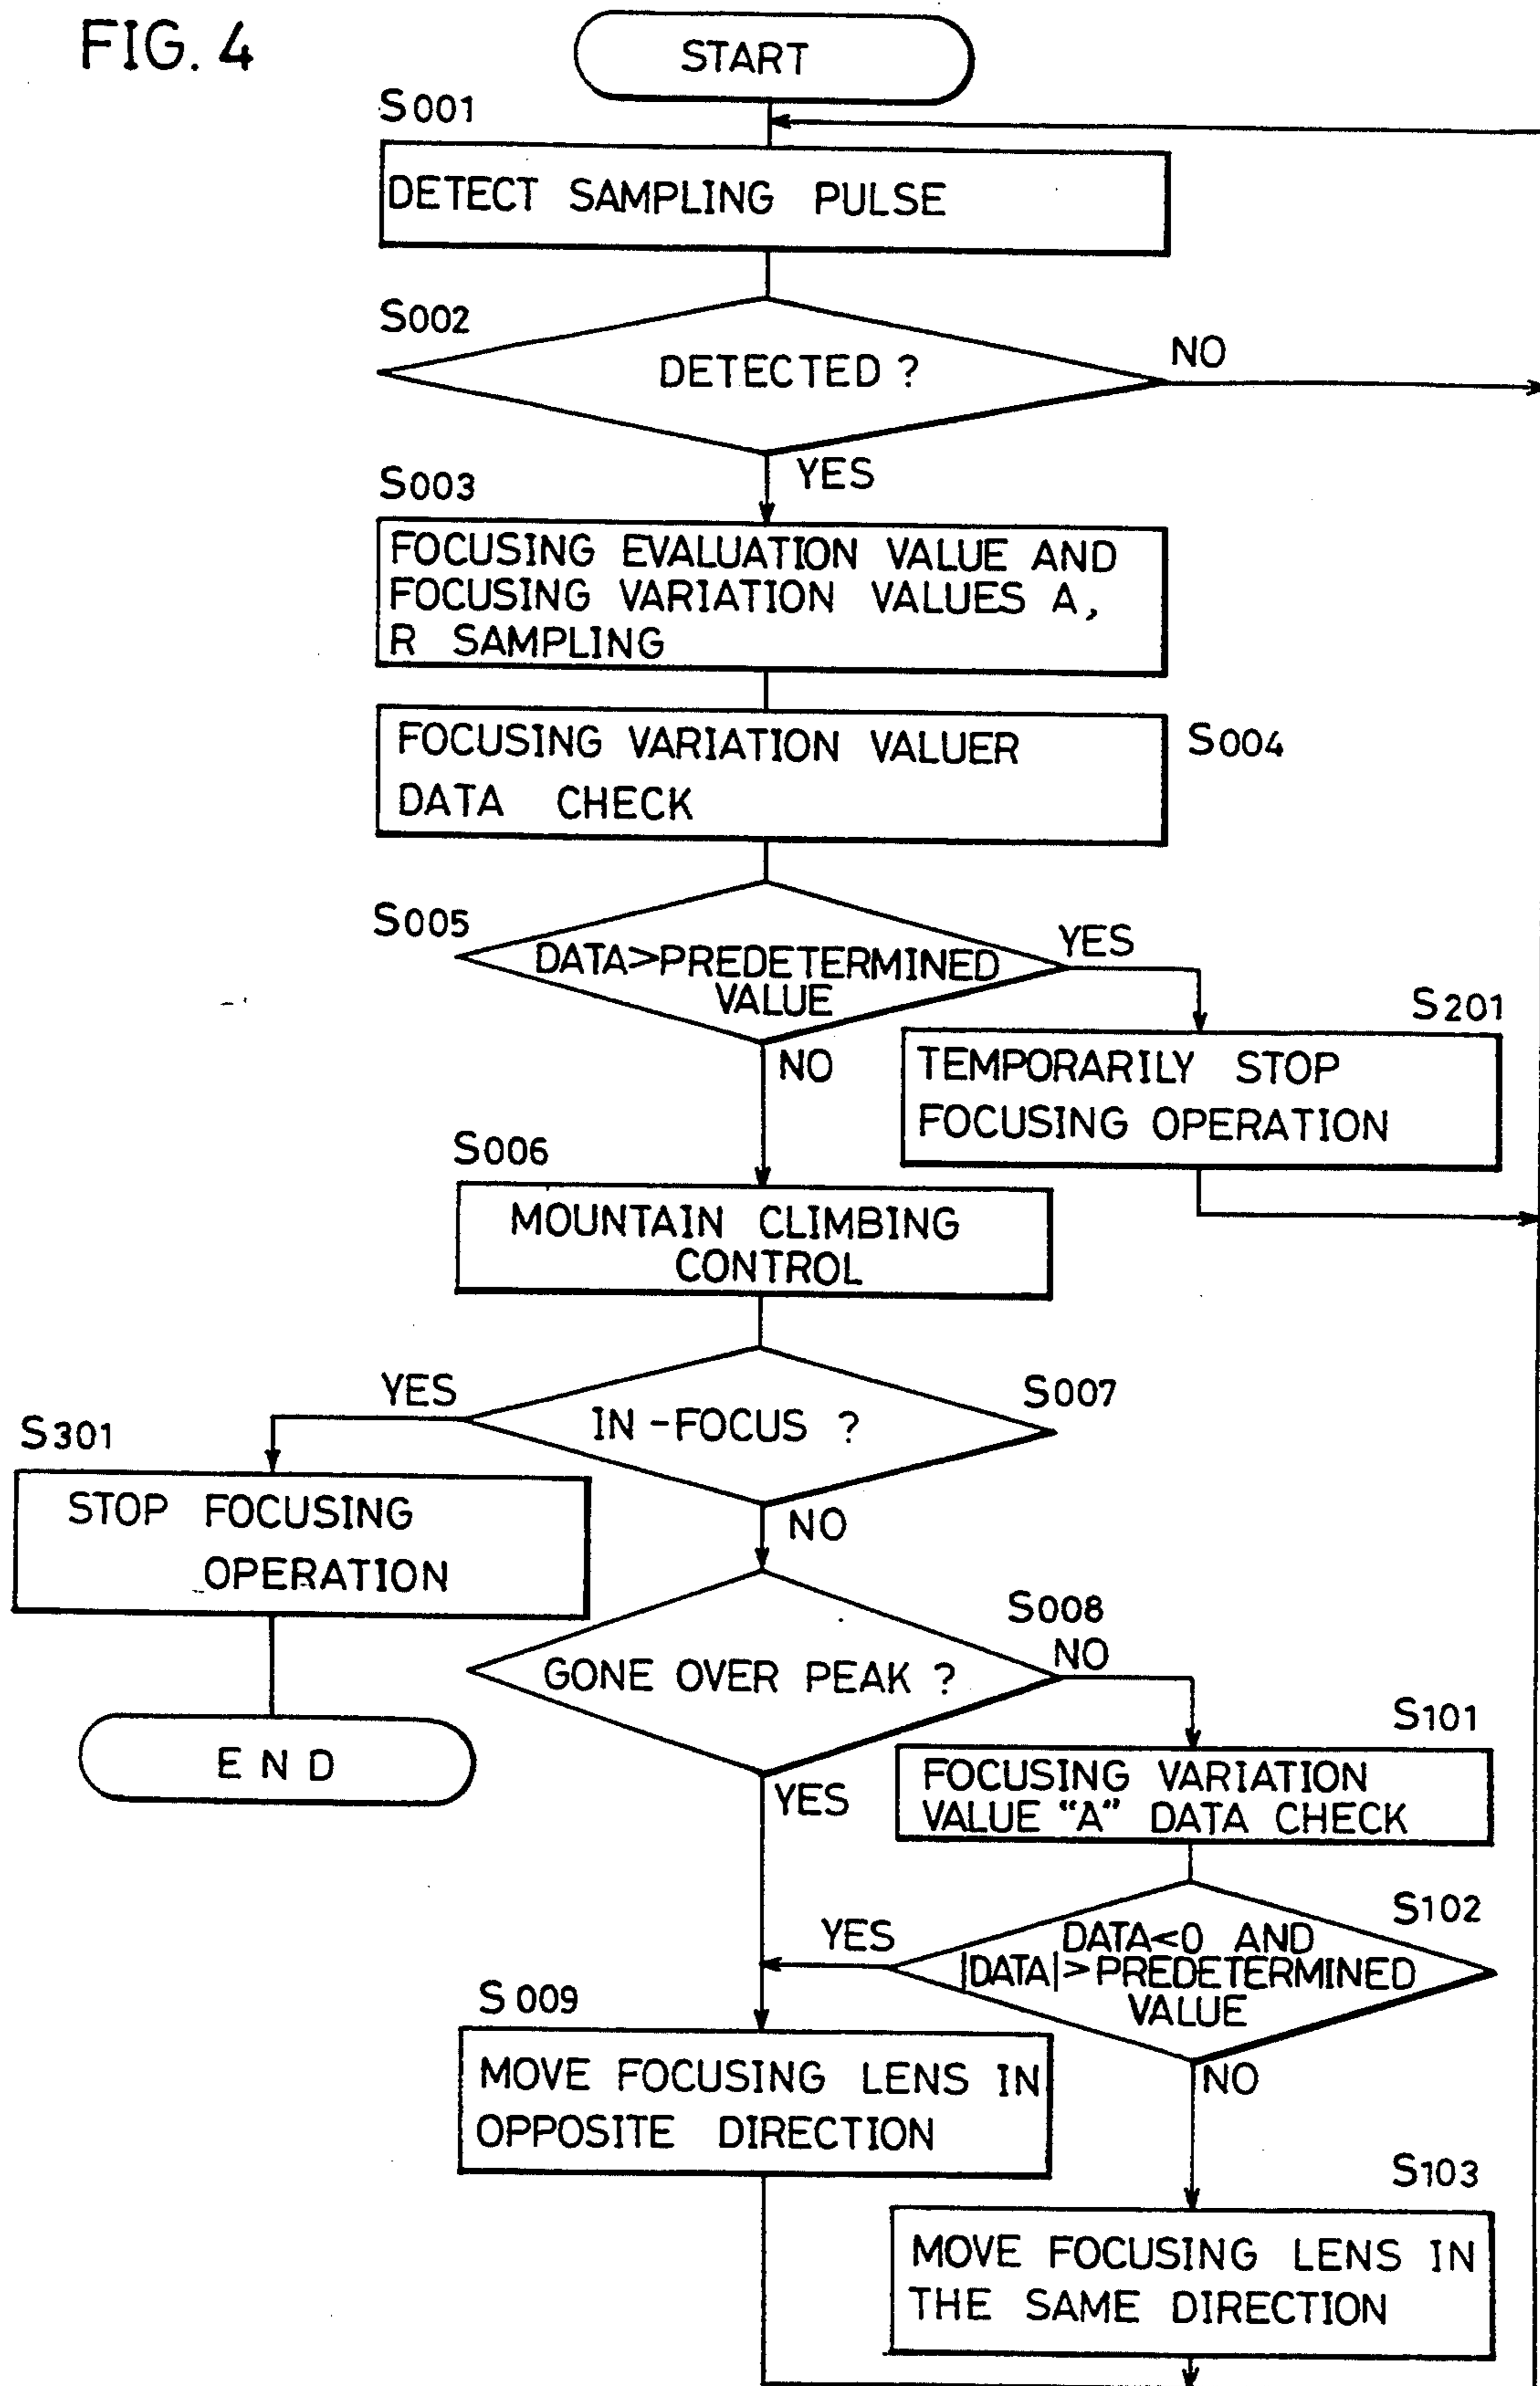 FIG. 4
START
S001
DETECT SAMPLING PULSE
S002
DETECTED ?
NO
YES
S003
FOCUSING EVALUATION VALUE AND
FOCUSING VARIATION VALUES A,
R SAMPLING
FOCUSING VARIATION VALUER
DATA CHECK
S004
S005
DATA>PREDETERMINED
VALUE
YES
NO
S201
TEMPORARILY STOP
FOCUSING OPERATION
S006
MOUNTAIN CLIMBING
CONTROL
YES
S007
IN-FOCUS ?
S301
STOP FOCUSING
OPERATION
NO
END
S008
NO
GONE OVER PEAK ?
YES
S101
FOCUSING VARIATION
VALUE "A" DATA CHECK
S102
YES
DATA<0 AND
|DATA|>PREDETERMINED
VALUE
NO
S009
MOVE FOCUSING LENS IN
OPPOSITE DIRECTION
S103
MOVE FOCUSING LENS IN
THE SAME DIRECTION